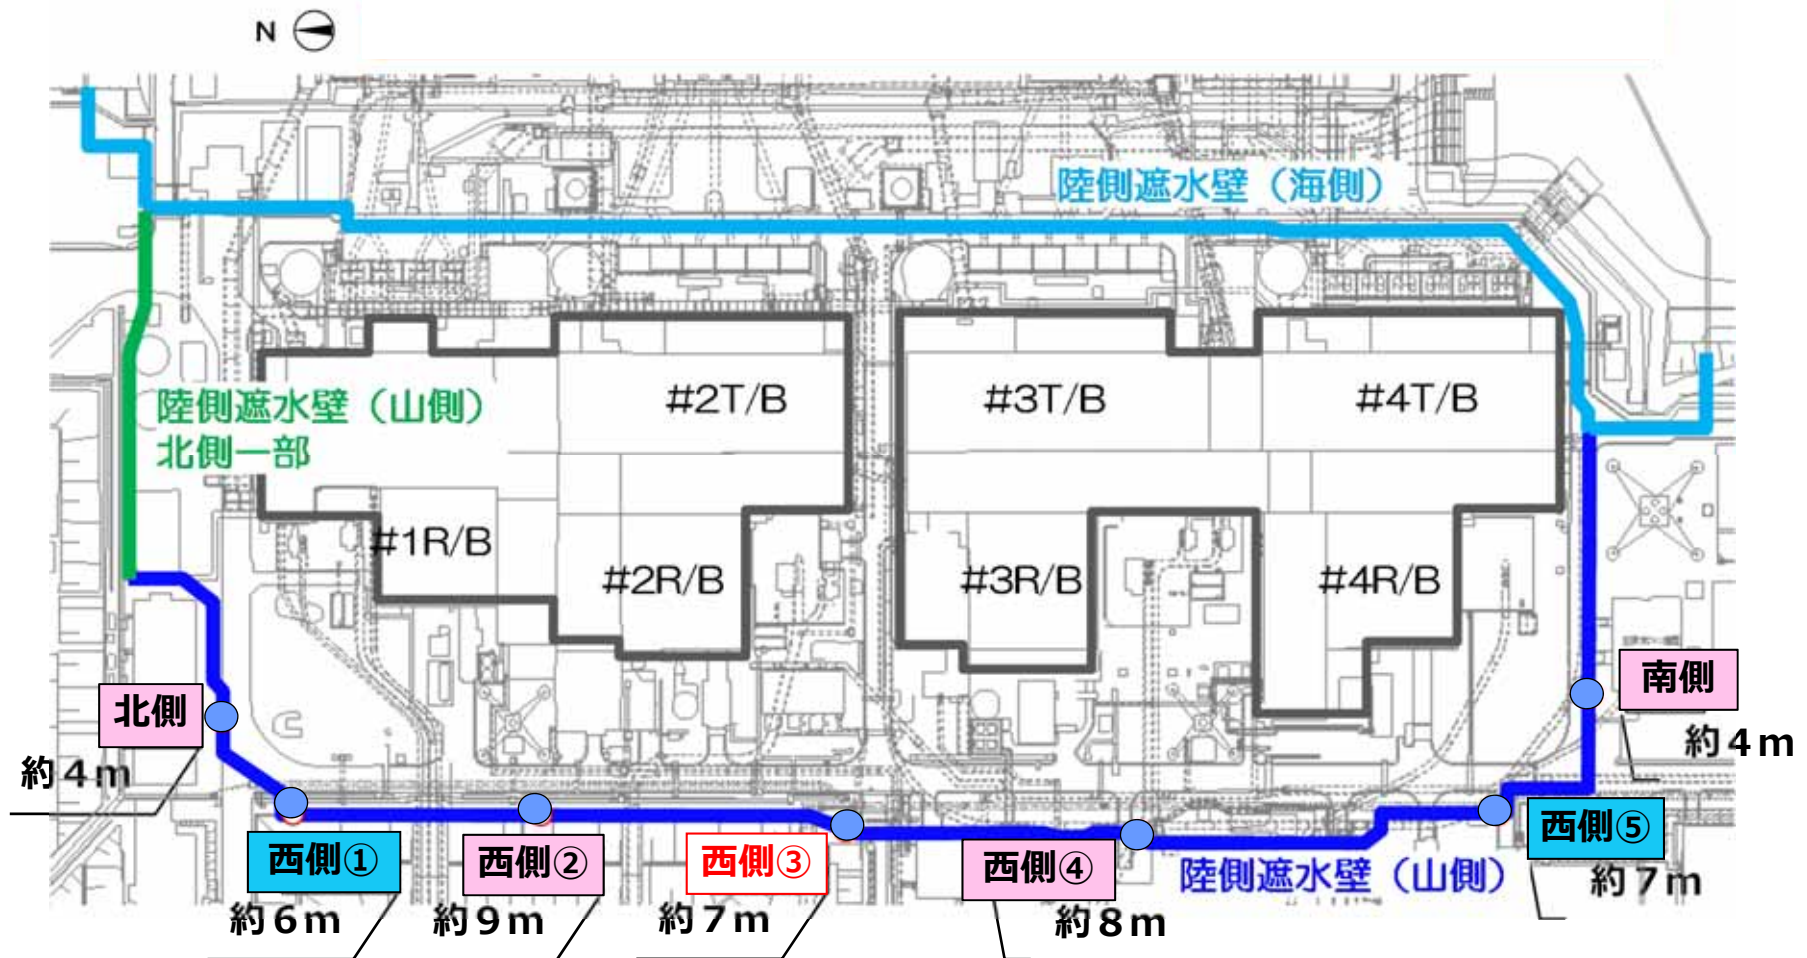 N
陸側遮水壁（海側）
陸側遮水壁（山側）
北側一部
#2T/B
#3T/B
#4T/B
#1R/B
#2R/B
#3R/B
#4R/B
北側
約４ｍ
南側
約４ｍ
西側①
約６ｍ
西側②
約９ｍ
西側③
約７ｍ
西側④
約８ｍ
陸側遮水壁（山側）
西側⑤
約７ｍ